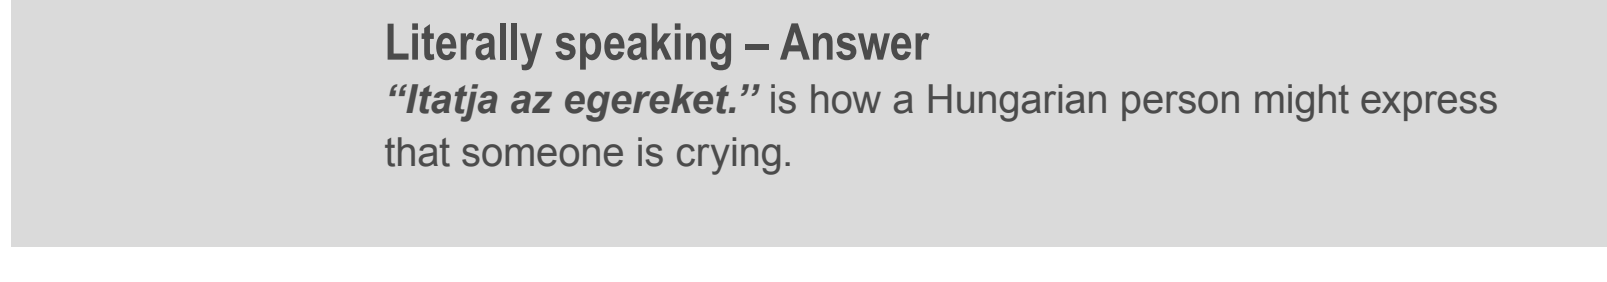 Literally speaking – Answer
“Itatja az egereket.’’ is how a Hungarian person might express
that someone is crying.